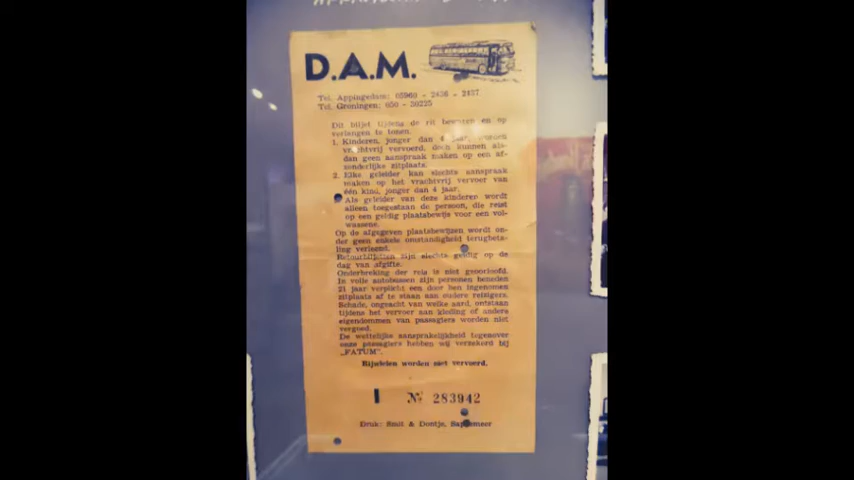 D.A.M.
Tel. Appingedam: 05960 - 2436 - 2437
Tel. Groningen: 050 - 30225
Dit biljet tijdens de rit bewaren en op
verlangen te tonen.
1. Kinderen, jonger dan 4 jaar, worden
vrachtvrij vervoerd, doch kunnen als-
dan geen aanspraak maken op een af-
zonderlijke zitplaats.
2. Elke geleider kan slechts aanspraak
maken op het vrachtvrij vervoer van
één kind, jonger dan 4 jaar.
Als geleider van deze kinderen wordt
alleen toegestaan de persoon, die reist
op een geldig plaatsbewijs voor een vol-
wassene.
Op de afgegeven plaatsbewijzen wordt on-
der geen enkele omstandigheid terugbeta-
ling verleend.
Retourbiljetten zijn slechts geldig op de
dag van afgifte.
Onderbreking der reis is niet geoorloofd.
In volle autobussen zijn personen beneden
21 jaar verplicht een door hen ingenomen
zitplaats af te staan aan oudere reizigers.
Schade, ongeacht van welke aard, ontstaan
tijdens het vervoer aan kleding of andere
eigendommen van passagiers worden niet
vergoed.
De wettelijke aansprakelijkheid tegenover
onze passagiers hebben wij verzekerd bij
„FATUM".
Rijwielen worden niet vervoerd.
I № 283942
Druk: Smit & Dontje, Sappemeer